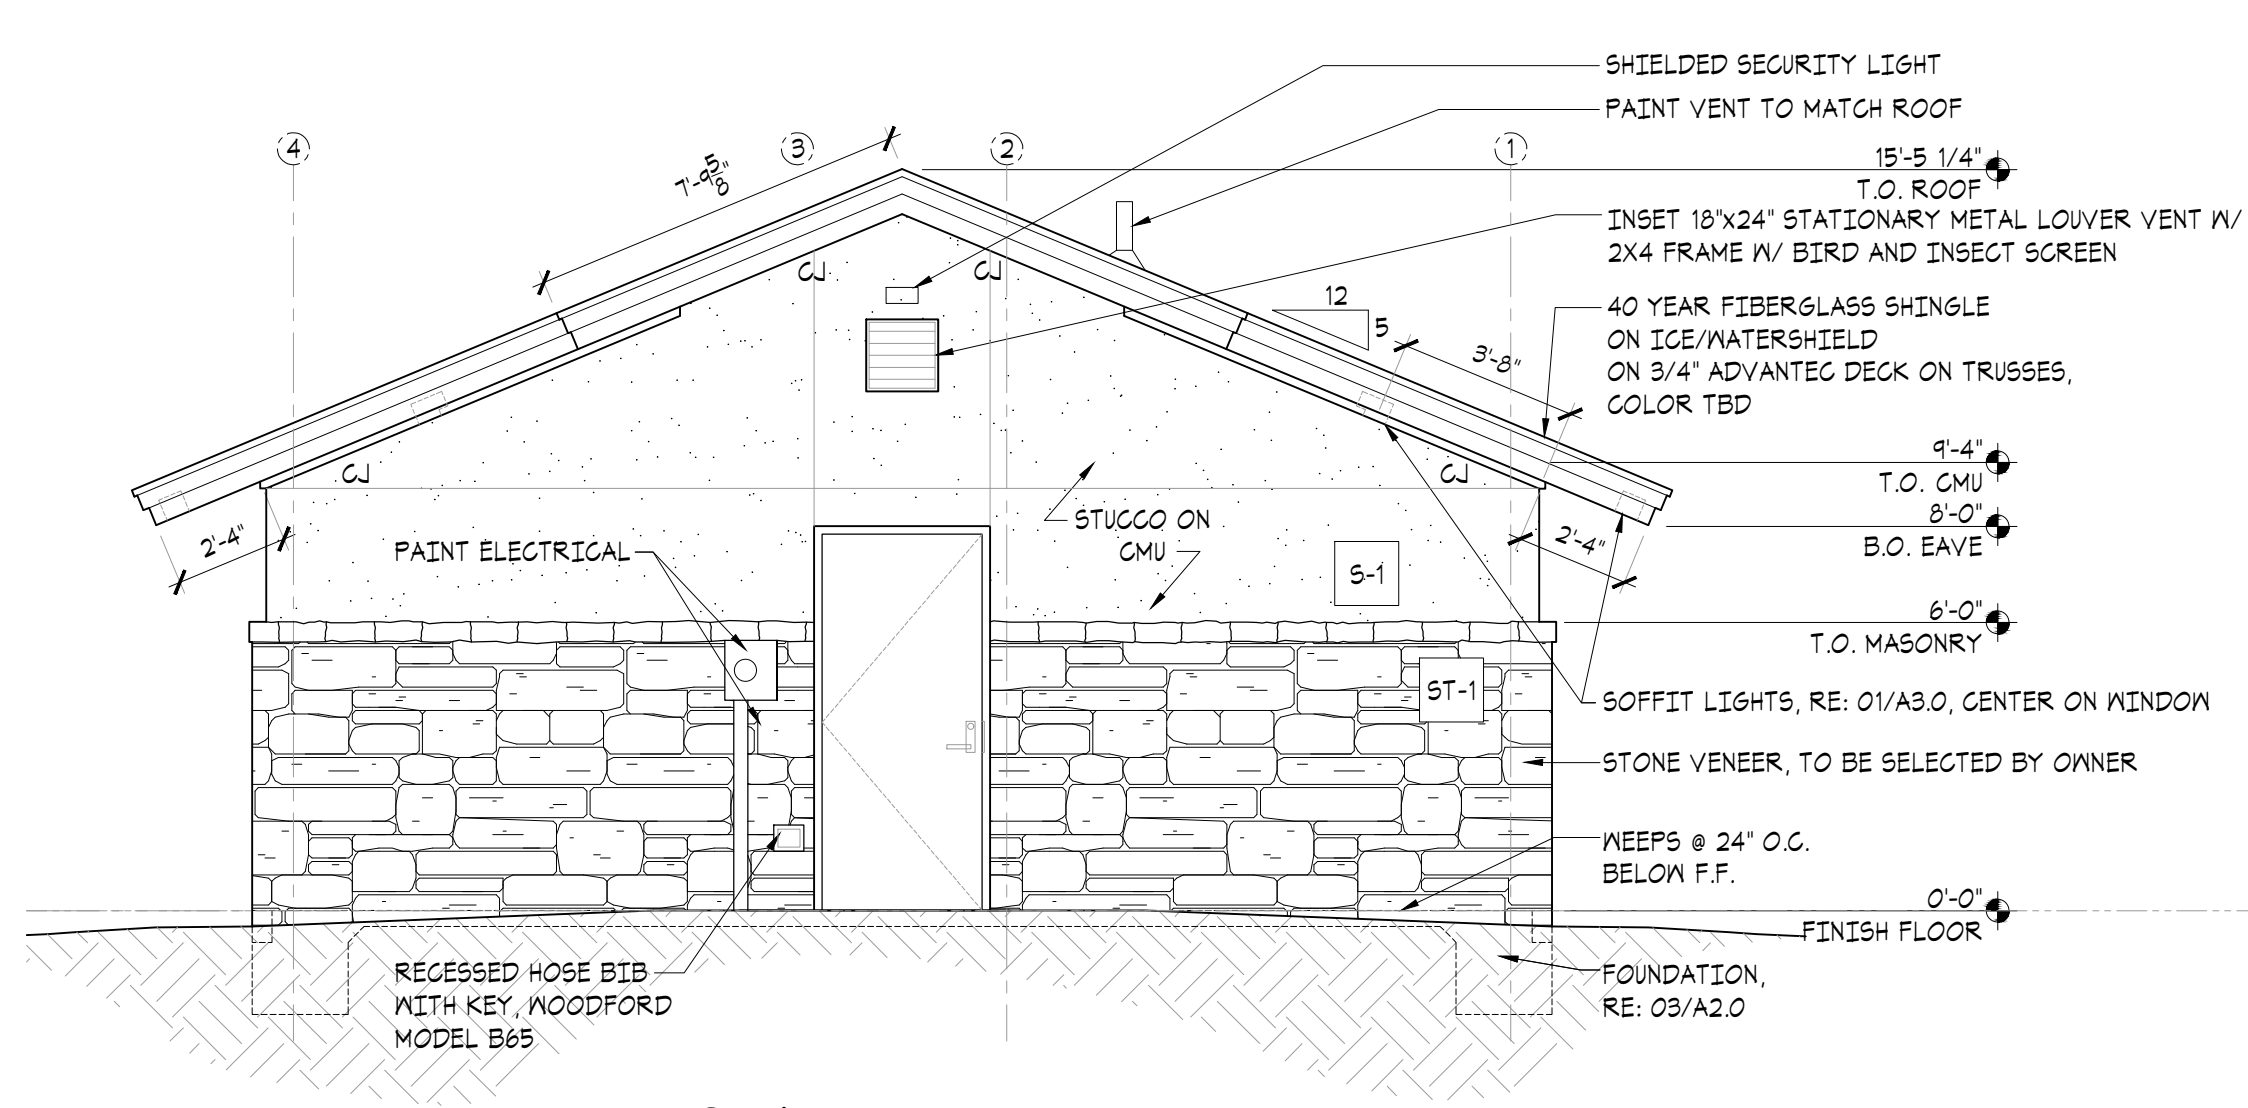 SHIELDED SECURITY LIGHT
PAINT VENT TO MATCH ROOF
4
3
2
1
7'-9 5/8"
15'-5 1/4"
T.O. ROOF
INSET 18"x24" STATIONARY METAL LOUVER VENT W/
2X4 FRAME W/ BIRD AND INSECT SCREEN
CJ
CJ
12
5
40 YEAR FIBERGLASS SHINGLE
ON ICE/WATERSHIELD
ON 3/4" ADVANTEC DECK ON TRUSSES,
COLOR TBD
3'-8"
9'-4"
T.O. CMU
CJ
CJ
8'-0"
B.O. EAVE
STUCCO ON
CMU
2'-4"
2'-4"
PAINT ELECTRICAL
S-1
6'-0"
T.O. MASONRY
ST-1
SOFFIT LIGHTS, RE: 01/A3.0, CENTER ON WINDOW
STONE VENEER, TO BE SELECTED BY OWNER
WEEPS @ 24" O.C.
BELOW F.F.
0'-0"
FINISH FLOOR
RECESSED HOSE BIB
WITH KEY, WOODFORD
MODEL B65
FOUNDATION,
RE: 03/A2.0